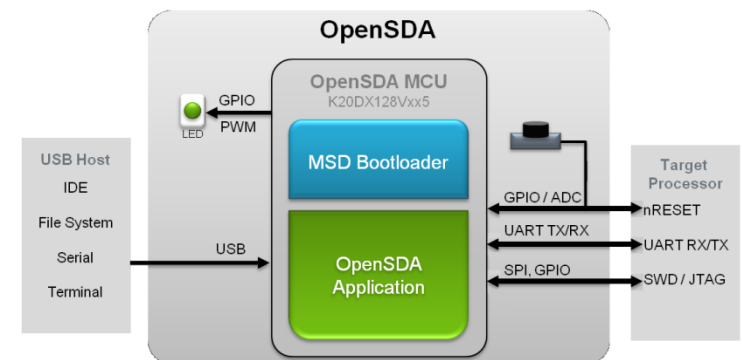 OpenSDA
OpenSDA MCU
K20DX128Vxx5
GPIO
PWM
LED
MSD Bootloader
OpenSDA
Application
USB Host
IDE
File System
Serial
Terminal
USB
GPIO / ADC
UART TX/RX
SPI, GPIO
Target
Processor
nRESET
UART RX/TX
SWD / JTAG